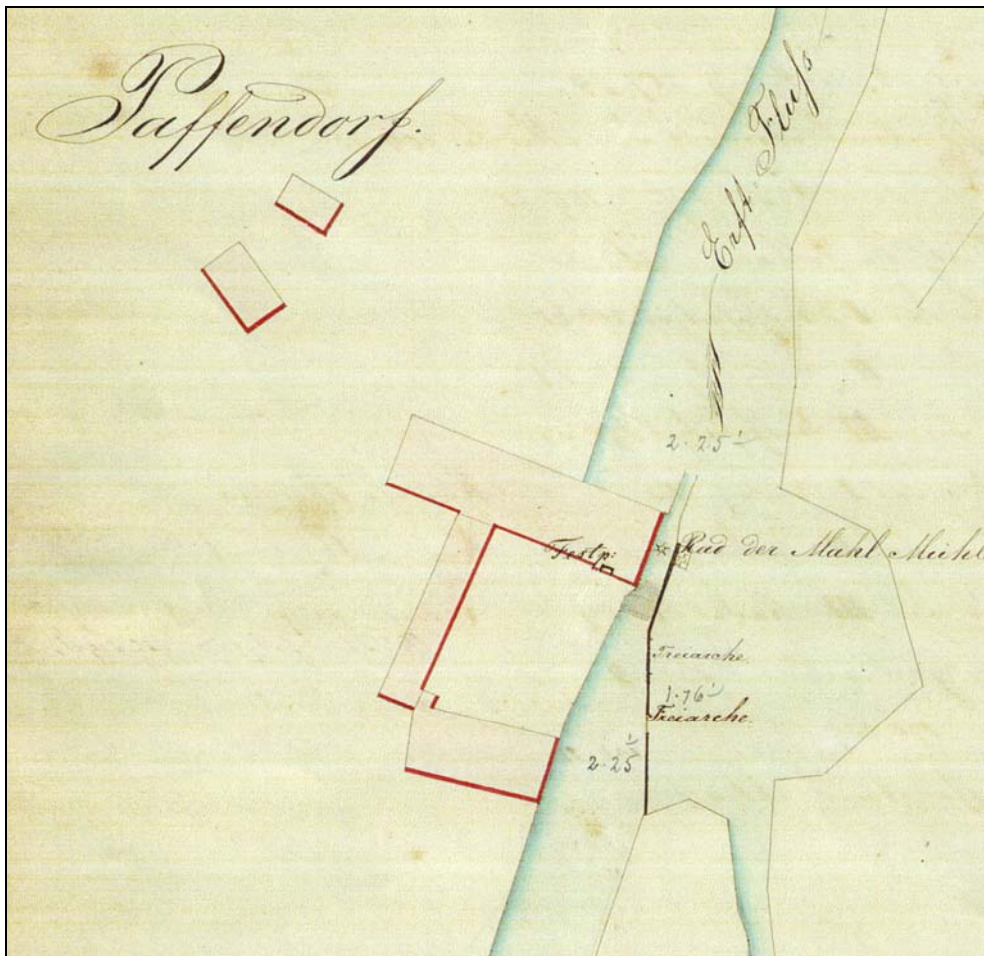 Paffendorf.
Erft. Fluſs.
2. 25'
Festp:
Rad der Mahl Mühl
Freiarche.
1. 76'
Freiarche.
2. 25'